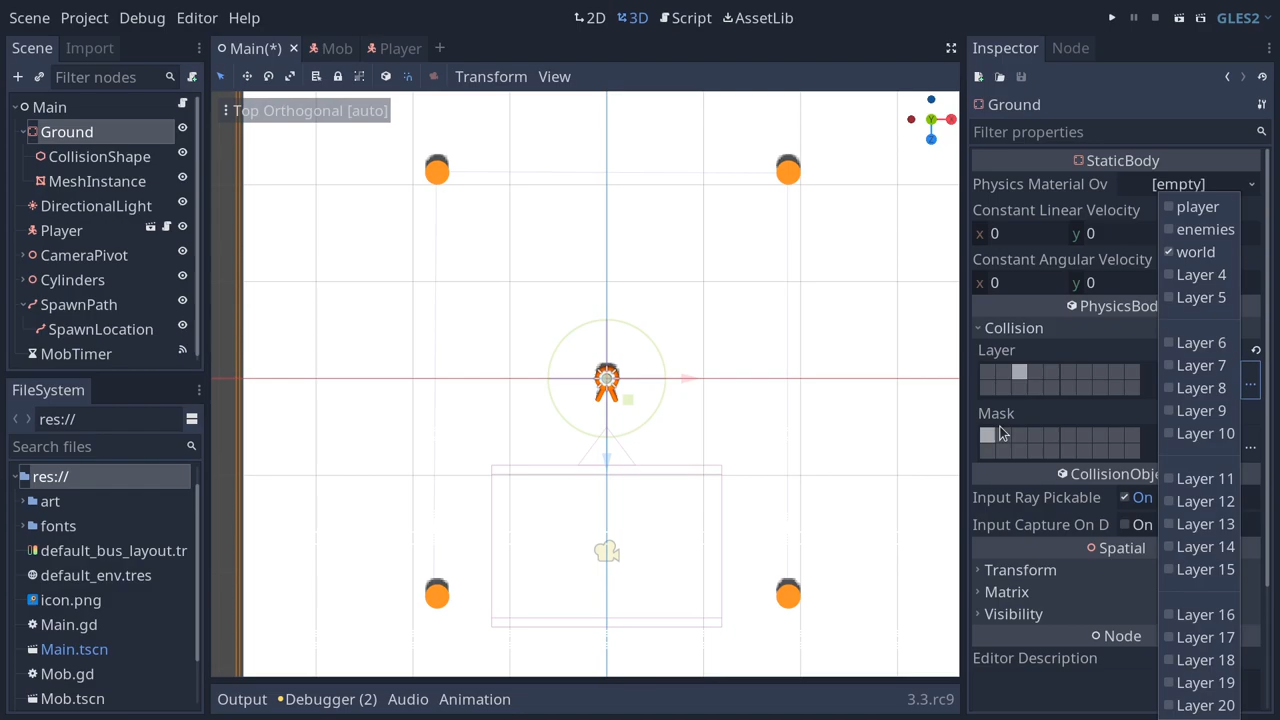 Scene Project Debug Editor Help 2D 3D Script AssetLib GLES2
Scene Import Main(*) Mob Player Inspector Node
Filter nodes Transform View
Main
Top Orthogonal [auto]
Ground
CollisionShape
MeshInstance
DirectionalLight
Player
CameraPivot
Cylinders
SpawnPath
SpawnLocation
MobTimer
FileSystem
res://
Search files
res://
art
fonts
default_bus_layout.tr
default_env.tres
icon.png
Main.gd
Main.tscn
Mob.gd
Mob.tscn
Y
Z
Output Debugger (2) Audio Animation 3.3.rc9
Ground
Filter properties
StaticBody
Physics Material Ov [empty]
Constant Linear Velocity
x 0 y 0
Constant Angular Velocity
x 0 y 0
PhysicsBod
Collision
Layer
Mask
CollisionObje
Input Ray Pickable On
Input Capture On D On
Spatial
Transform
Matrix
Visibility
Node
Editor Description
player
enemies
world
Layer 4
Layer 5
Layer 6
Layer 7
Layer 8
Layer 9
Layer 10
Layer 11
Layer 12
Layer 13
Layer 14
Layer 15
Layer 16
Layer 17
Layer 18
Layer 19
Layer 20